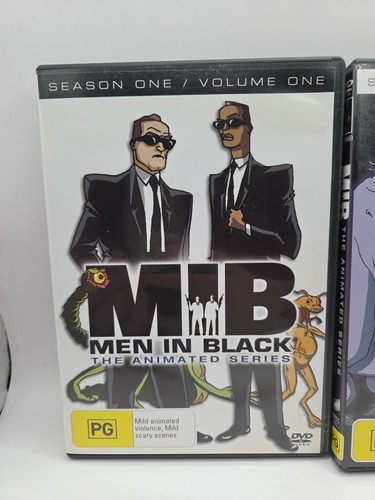 SEASON ONE / VOLUME ONE
MIB
MEN IN BLACK
THE ANIMATED SERIES
PG
Mild animated
violence, Mild
scary scenes
DVD
S
MIB THE ANIMATED SERIES